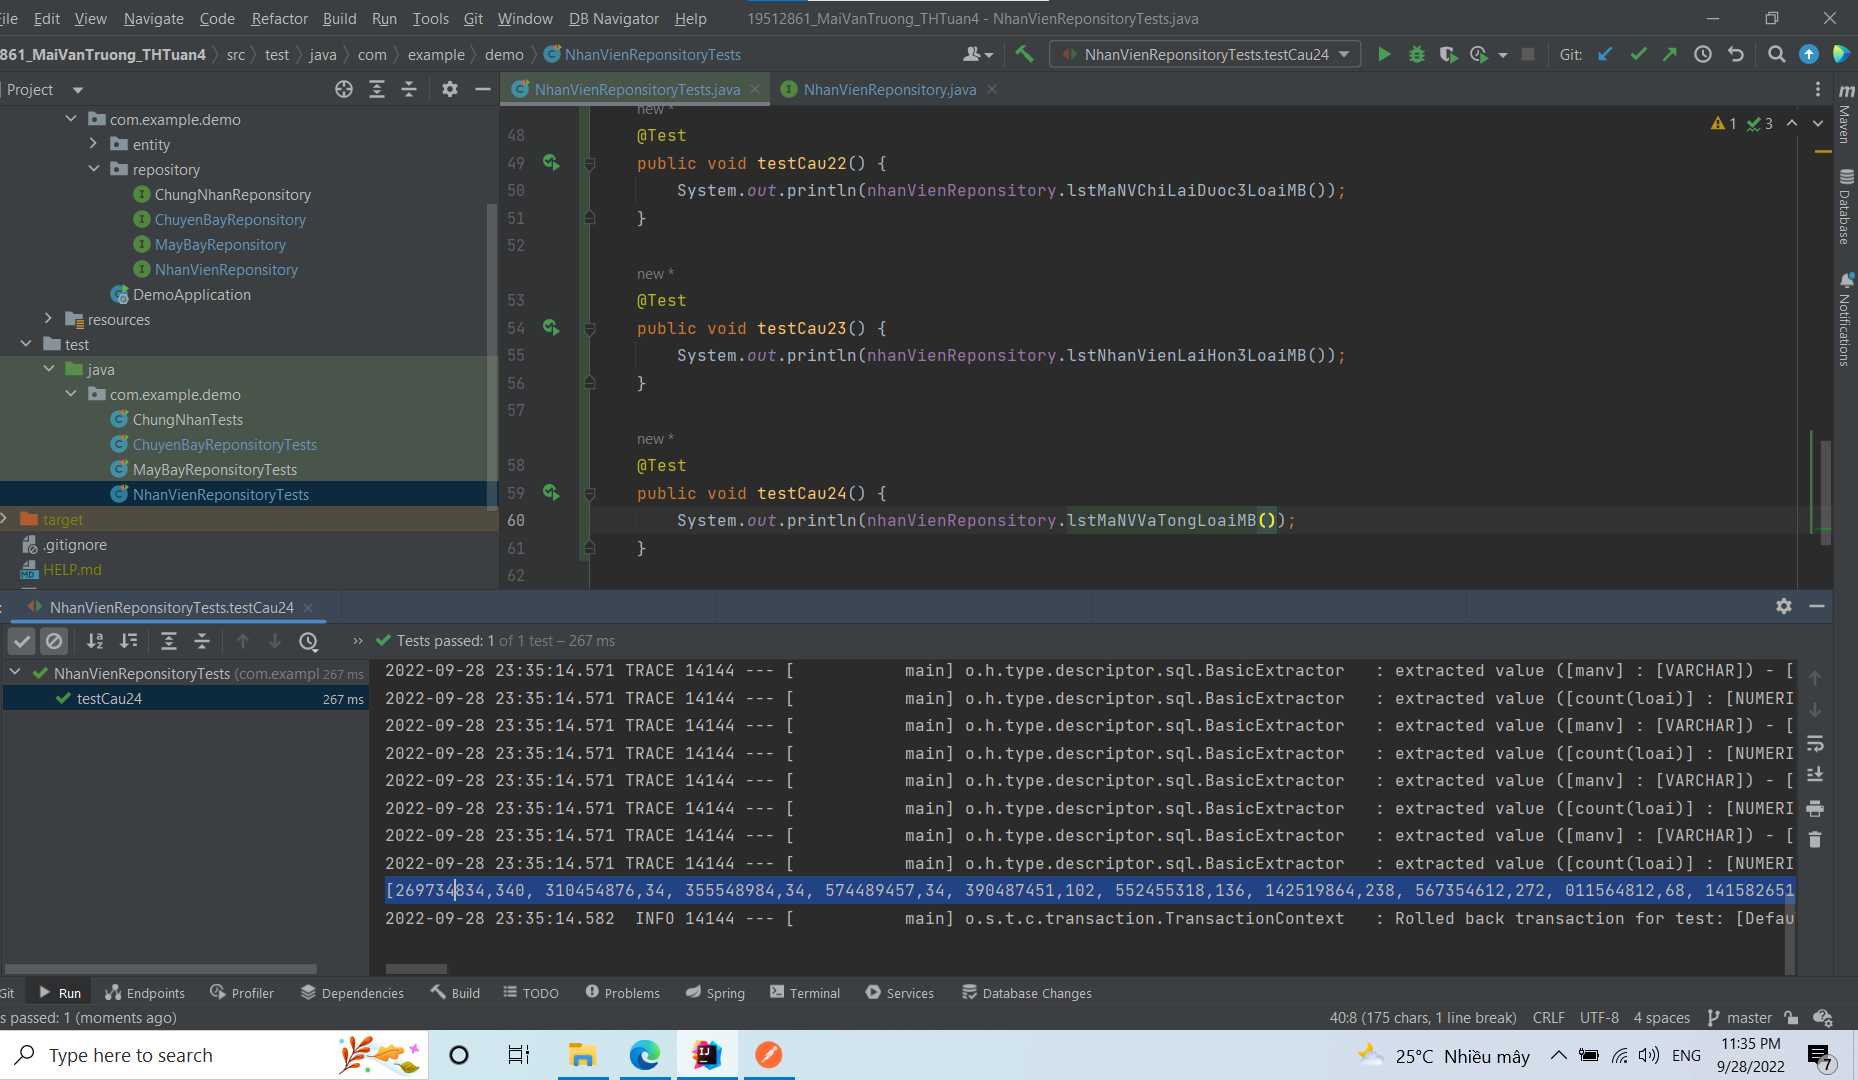 File Edit View Navigate Code Refactor Build Run Tools Git Window DB Navigator Help 19512861_MaiVanTruong_THTuan4 - NhanVienReponsitoryTests.java
861_MaiVanTruong_THTuan4 src test java com example demo NhanVienReponsitoryTests NhanVienReponsitoryTests.testCau24 Git:
Project
NhanVienReponsitoryTests.java NhanVienReponsitory.java
com.example.demo
entity
repository
ChungNhanReponsitory
ChuyenBayReponsitory
MayBayReponsitory
NhanVienReponsitory
DemoApplication
resources
test
java
com.example.demo
ChungNhanTests
ChuyenBayReponsitoryTests
MayBayReponsitoryTests
NhanVienReponsitoryTests
target
.gitignore
HELP.md
new *
1 3
48 @Test
49 public void testCau22() {
50 System.out.println(nhanVienReponsitory.lstMaNVChiLaiDuoc3LoaiMB());
51 }
52
new *
53 @Test
54 public void testCau23() {
55 System.out.println(nhanVienReponsitory.lstNhanVienLaiHon3LoaiMB());
56 }
57
new *
58 @Test
59 public void testCau24() {
60 System.out.println(nhanVienReponsitory.lstMaNVVaTongLoaiMB());
61 }
62
Maven
Database
Notifications
: NhanVienReponsitoryTests.testCau24
» Tests passed: 1 of 1 test – 267 ms
NhanVienReponsitoryTests (com.exampl 267 ms
testCau24 267 ms
2022-09-28 23:35:14.571 TRACE 14144 --- [ main] o.h.type.descriptor.sql.BasicExtractor : extracted value ([manv] : [VARCHAR]) - [
2022-09-28 23:35:14.571 TRACE 14144 --- [ main] o.h.type.descriptor.sql.BasicExtractor : extracted value ([count(loai)] : [NUMERI
2022-09-28 23:35:14.571 TRACE 14144 --- [ main] o.h.type.descriptor.sql.BasicExtractor : extracted value ([manv] : [VARCHAR]) - [
2022-09-28 23:35:14.571 TRACE 14144 --- [ main] o.h.type.descriptor.sql.BasicExtractor : extracted value ([count(loai)] : [NUMERI
2022-09-28 23:35:14.571 TRACE 14144 --- [ main] o.h.type.descriptor.sql.BasicExtractor : extracted value ([manv] : [VARCHAR]) - [
2022-09-28 23:35:14.571 TRACE 14144 --- [ main] o.h.type.descriptor.sql.BasicExtractor : extracted value ([count(loai)] : [NUMERI
2022-09-28 23:35:14.571 TRACE 14144 --- [ main] o.h.type.descriptor.sql.BasicExtractor : extracted value ([manv] : [VARCHAR]) - [
2022-09-28 23:35:14.571 TRACE 14144 --- [ main] o.h.type.descriptor.sql.BasicExtractor : extracted value ([count(loai)] : [NUMERI
[269734834,340, 310454876,34, 355548984,34, 574489457,34, 390487451,102, 552455318,136, 142519864,238, 567354612,272, 011564812,68, 141582651
2022-09-28 23:35:14.582 INFO 14144 --- [ main] o.s.t.c.transaction.TransactionContext : Rolled back transaction for test: [Defau
Git Run Endpoints Profiler Dependencies Build TODO Problems Spring Terminal Services Database Changes
s passed: 1 (moments ago) 40:8 (175 chars, 1 line break) CRLF UTF-8 4 spaces master
Type here to search 25°C Nhiều mây ENG 11:35 PM
9/28/2022 7